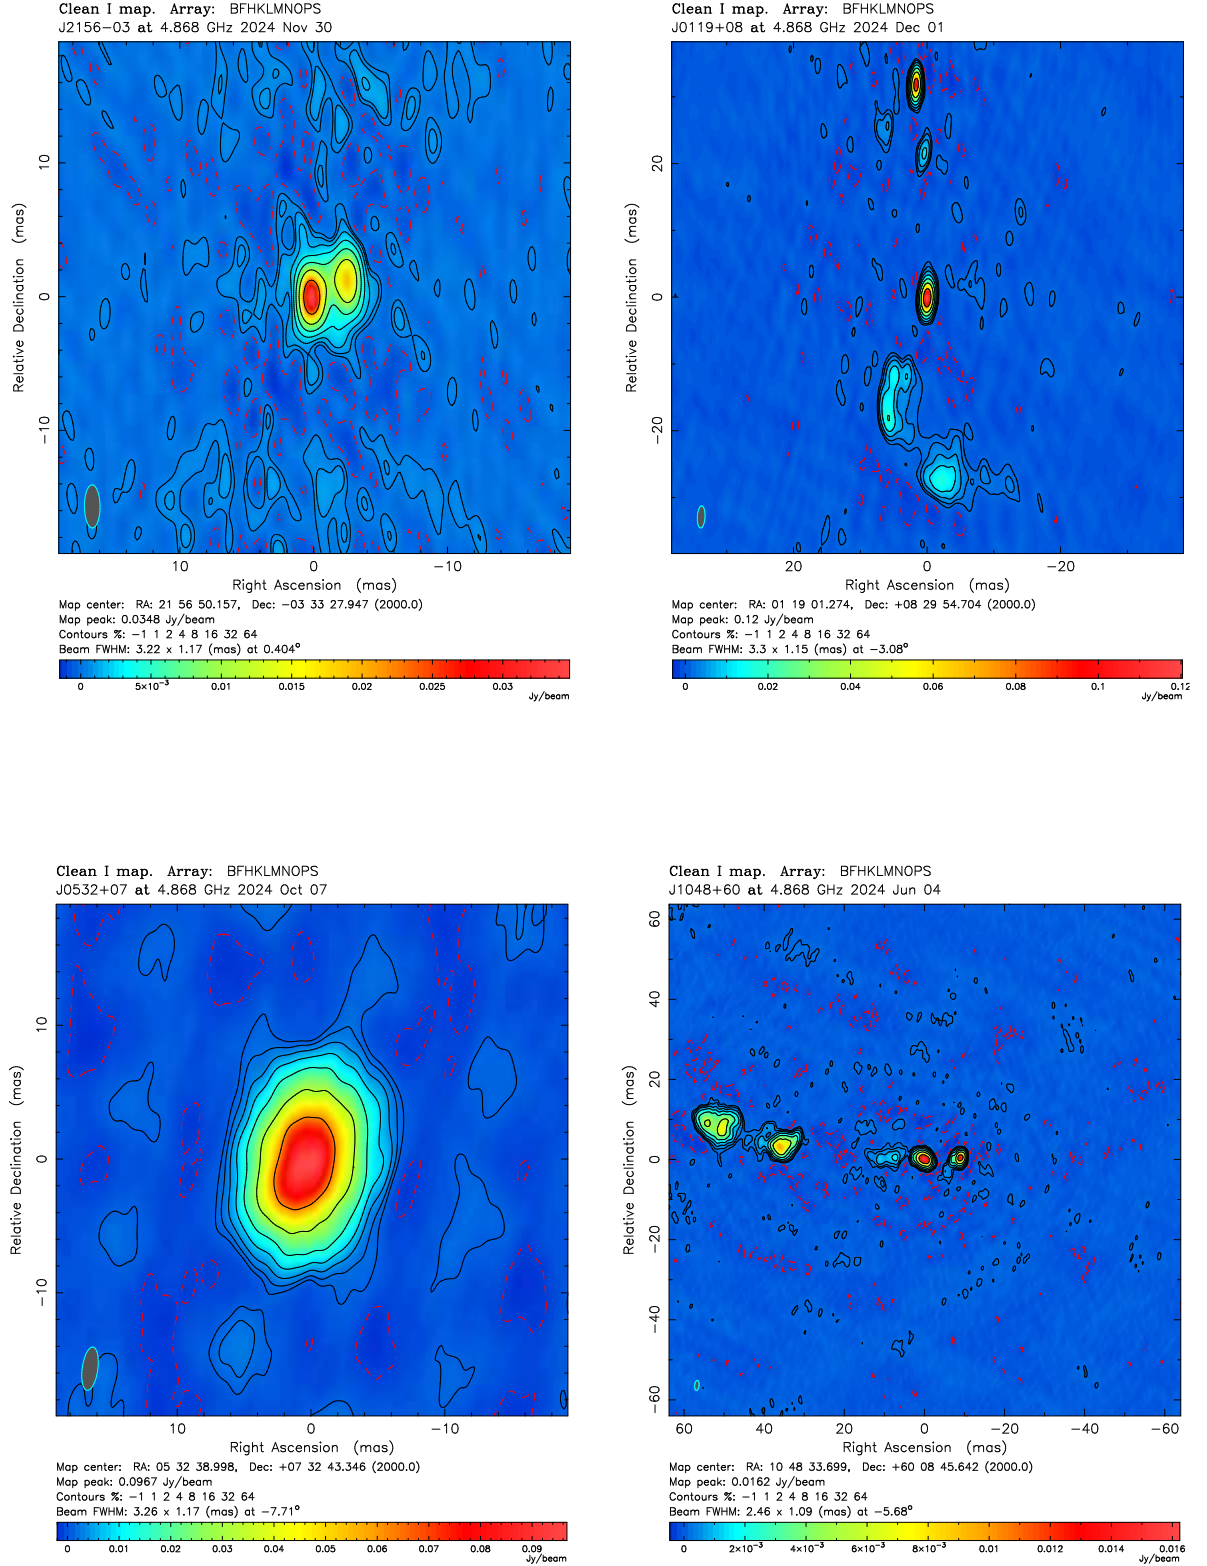 Clean I map. Array: BFHKLMNOPS
J2156−03 at 4.868 GHz 2024 Nov 30
10
0
−10
Relative Declination (mas)
10
0
−10
Right Ascension (mas)
Map center: RA: 21 56 50.157, Dec: −03 33 27.947 (2000.0)
Map peak: 0.0348 Jy/beam
Contours %: −1 1 2 4 8 16 32 64
Beam FWHM: 3.22 x 1.17 (mas) at 0.404°
0 5×10⁻³ 0.01 0.015 0.02 0.025 0.03
Jy/beam
Clean I map. Array: BFHKLMNOPS
J0119+08 at 4.868 GHz 2024 Dec 01
20
0
−20
Relative Declination (mas)
20 0 −20
Right Ascension (mas)
Map center: RA: 01 19 01.274, Dec: +08 29 54.704 (2000.0)
Map peak: 0.12 Jy/beam
Contours %: −1 1 2 4 8 16 32 64
Beam FWHM: 3.3 x 1.15 (mas) at −3.08°
0 0.02 0.04 0.06 0.08 0.1 0.12
Jy/beam
Clean I map. Array: BFHKLMNOPS
J0532+07 at 4.868 GHz 2024 Oct 07
10
0
−10
Relative Declination (mas)
10 0 −10
Right Ascension (mas)
Map center: RA: 05 32 38.998, Dec: +07 32 43.346 (2000.0)
Map peak: 0.0967 Jy/beam
Contours %: −1 1 2 4 8 16 32 64
Beam FWHM: 3.26 x 1.17 (mas) at −7.71°
0 0.01 0.02 0.03 0.04 0.05 0.06 0.07 0.08 0.09
Jy/beam
Clean I map. Array: BFHKLMNOPS
J1048+60 at 4.868 GHz 2024 Jun 04
60
40
20
0
−20
−40
−60
Relative Declination (mas)
60 40 20 0 −20 −40 −60
Right Ascension (mas)
Map center: RA: 10 48 33.699, Dec: +60 08 45.642 (2000.0)
Map peak: 0.0162 Jy/beam
Contours %: −1 1 2 4 8 16 32 64
Beam FWHM: 2.46 x 1.09 (mas) at −5.68°
0 2×10⁻³ 4×10⁻³ 6×10⁻³ 8×10⁻³ 0.01 0.012 0.014 0.016
Jy/beam